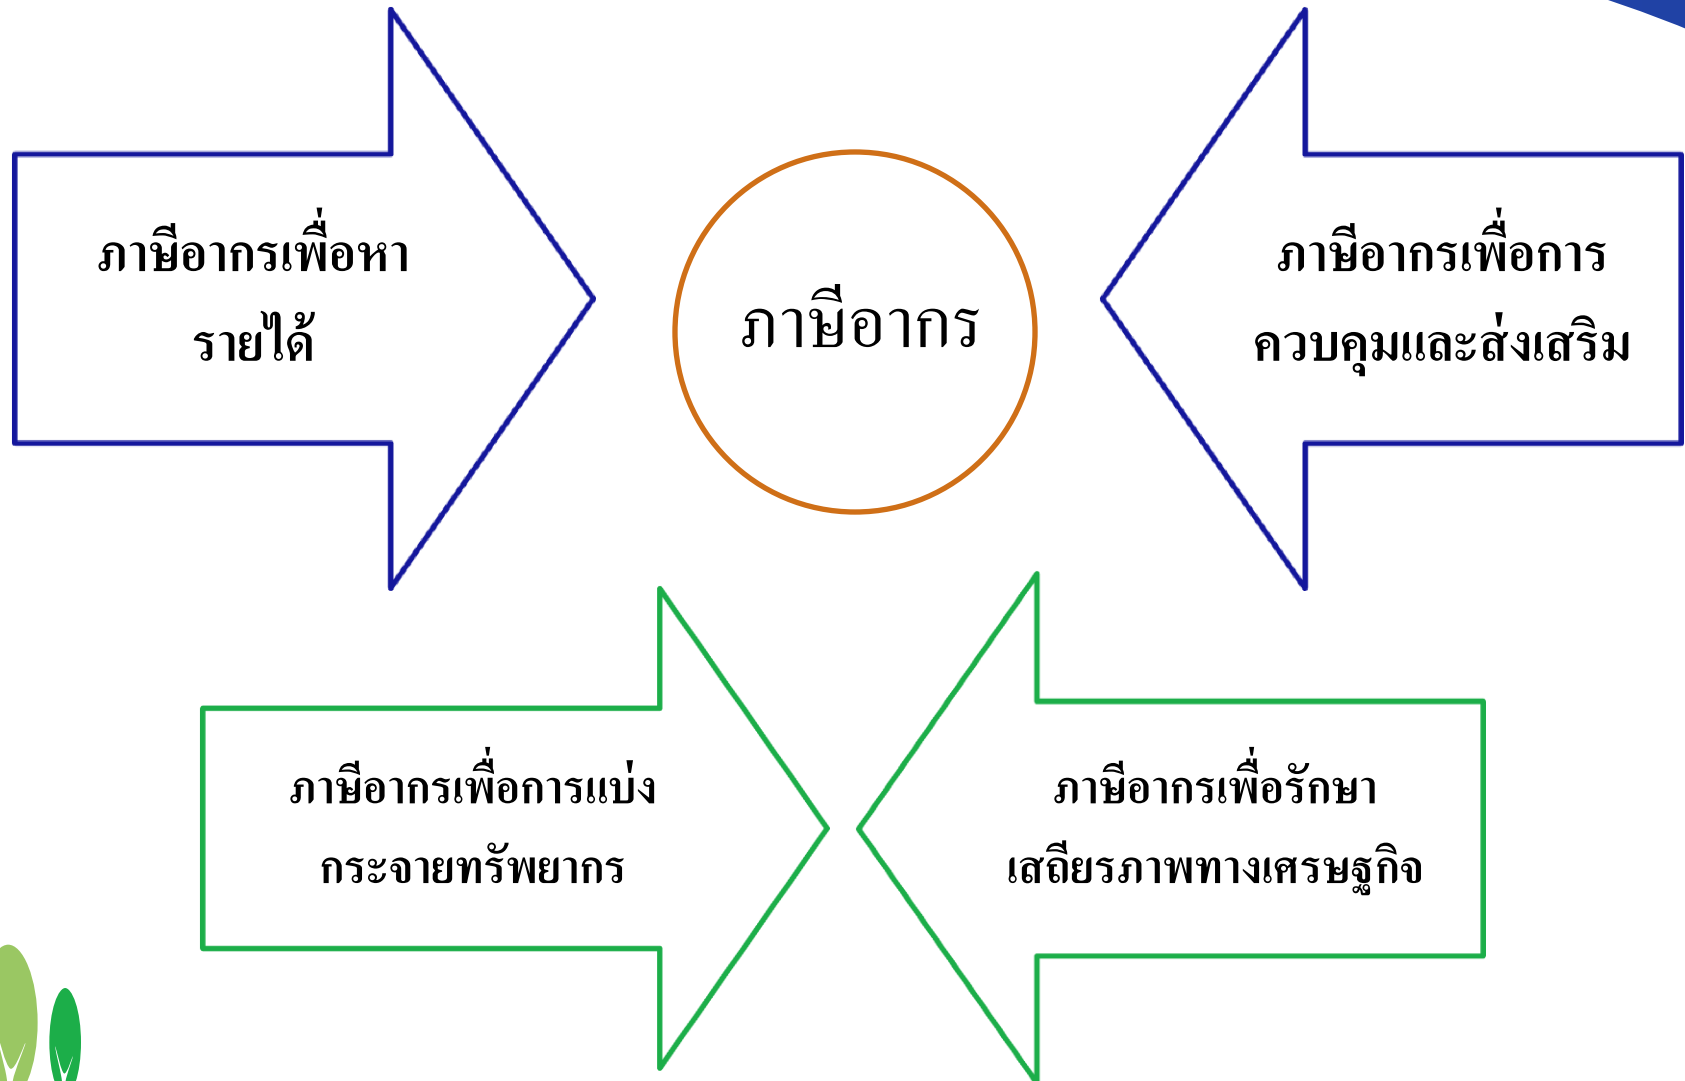 ภาษีอากรเพื่อหา
รายได้
ภาษีอากร
ภาษีอากรเพื่อการ
ควบคุมและส่งเสริม
ภาษีอากรเพื่อการแบ่ง
กระจายทรัพยากร
ภาษีอากรเพื่อรักษา
เสถียรภาพทางเศรษฐกิจ